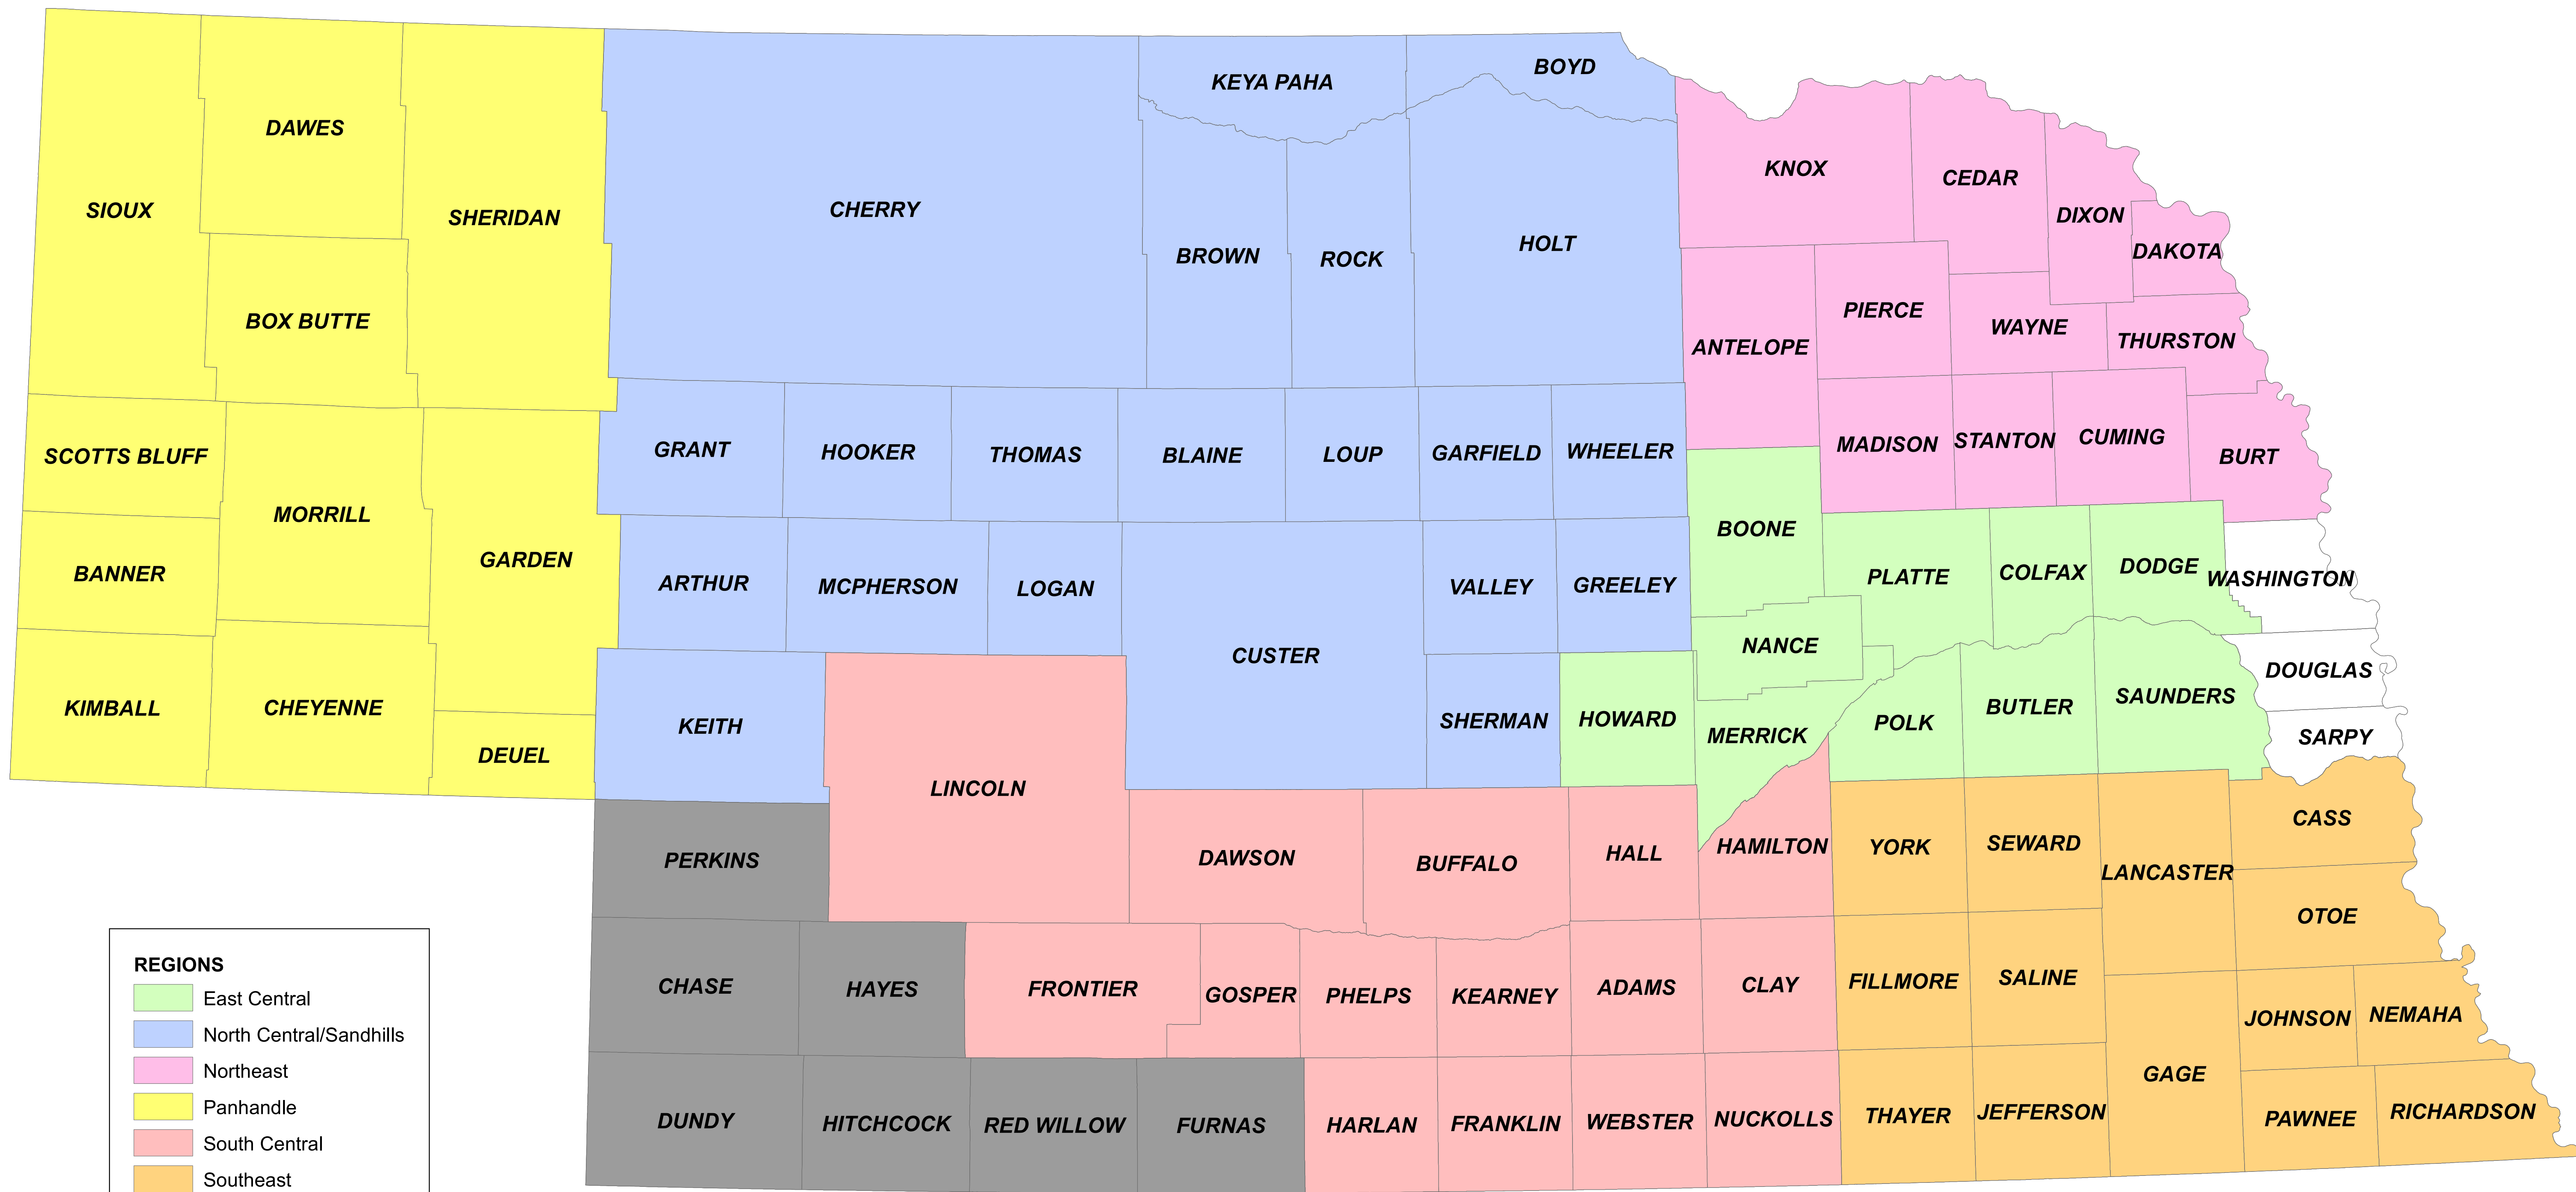 KEYA PAHA
BOYD
DAWES
KNOX
CEDAR
SIOUX
SHERIDAN
CHERRY
DIXON
BROWN
ROCK
HOLT
DAKOTA
BOX BUTTE
PIERCE
WAYNE
ANTELOPE
THURSTON
SCOTTS BLUFF
GRANT
HOOKER
THOMAS
BLAINE
LOUP
GARFIELD
WHEELER
MADISON
STANTON
CUMING
BURT
MORRILL
BOONE
BANNER
GARDEN
ARTHUR
MCPHERSON
LOGAN
VALLEY
GREELEY
PLATTE
COLFAX
DODGE
WASHINGTON
CUSTER
NANCE
DOUGLAS
KIMBALL
CHEYENNE
KEITH
SHERMAN
HOWARD
MERRICK
POLK
BUTLER
SAUNDERS
SARPY
DEUEL
LINCOLN
CASS
PERKINS
DAWSON
BUFFALO
HALL
HAMILTON
YORK
SEWARD
LANCASTER
OTOE
CHASE
HAYES
FRONTIER
GOSPER
PHELPS
KEARNEY
ADAMS
CLAY
FILLMORE
SALINE
JOHNSON
NEMAHA
GAGE
DUNDY
HITCHCOCK
RED WILLOW
FURNAS
HARLAN
FRANKLIN
WEBSTER
NUCKOLLS
THAYER
JEFFERSON
PAWNEE
RICHARDSON
REGIONS
East Central
North Central/Sandhills
Northeast
Panhandle
South Central
Southeast